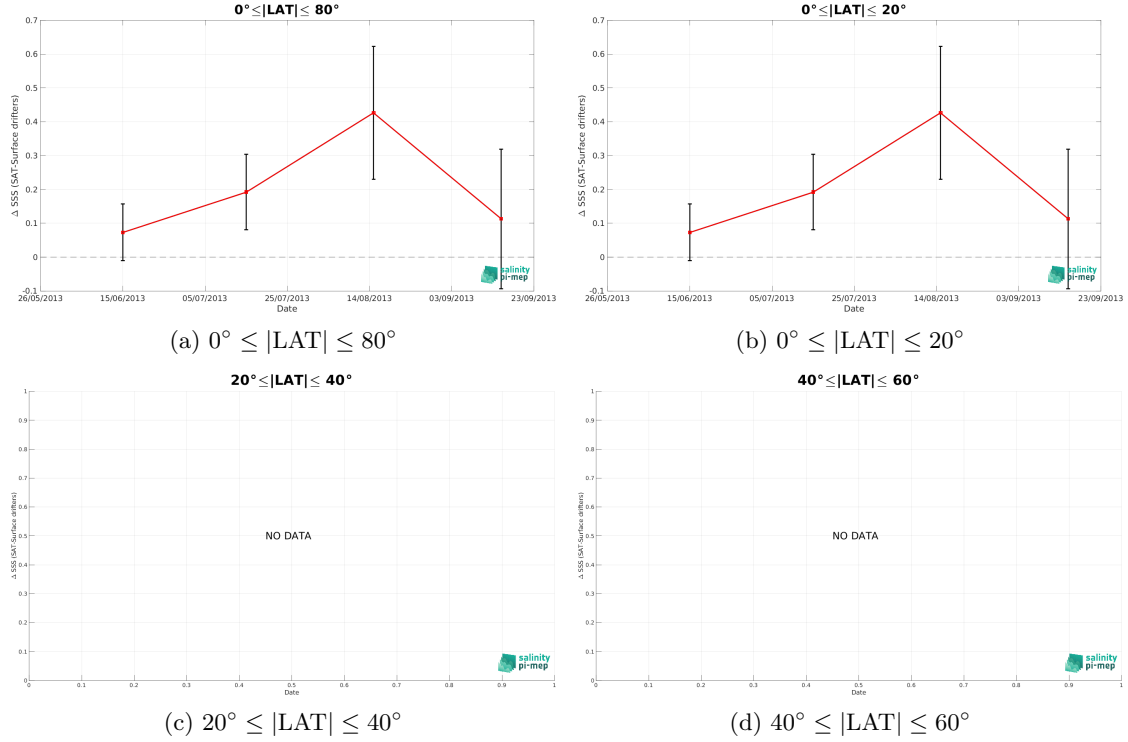 0°≤|LAT|≤ 80°
0.7
0.6
0.5
0.4
0.3
0.2
0.1
0
-0.1
Δ SSS (SAT-Surface drifters)
26/05/2013 15/06/2013 05/07/2013 25/07/2013 14/08/2013 03/09/2013 23/09/2013
Date
salinity
pi-mep
(a) 0° ≤ |LAT| ≤ 80°
0°≤|LAT|≤ 20°
0.7
0.6
0.5
0.4
0.3
0.2
0.1
0
-0.1
Δ SSS (SAT-Surface drifters)
26/05/2013 15/06/2013 05/07/2013 25/07/2013 14/08/2013 03/09/2013 23/09/2013
Date
salinity
pi-mep
(b) 0° ≤ |LAT| ≤ 20°
20°≤|LAT|≤ 40°
1
0.9
0.8
0.7
0.6
0.5
0.4
0.3
0.2
0.1
0
Δ SSS (SAT-Surface drifters)
NO DATA
0 0.1 0.2 0.3 0.4 0.5 0.6 0.7 0.8 0.9 1
Date
salinity
pi-mep
(c) 20° ≤ |LAT| ≤ 40°
40°≤|LAT|≤ 60°
1
0.9
0.8
0.7
0.6
0.5
0.4
0.3
0.2
0.1
0
Δ SSS (SAT-Surface drifters)
NO DATA
0 0.1 0.2 0.3 0.4 0.5 0.6 0.7 0.8 0.9 1
Date
salinity
pi-mep
(d) 40° ≤ |LAT| ≤ 60°